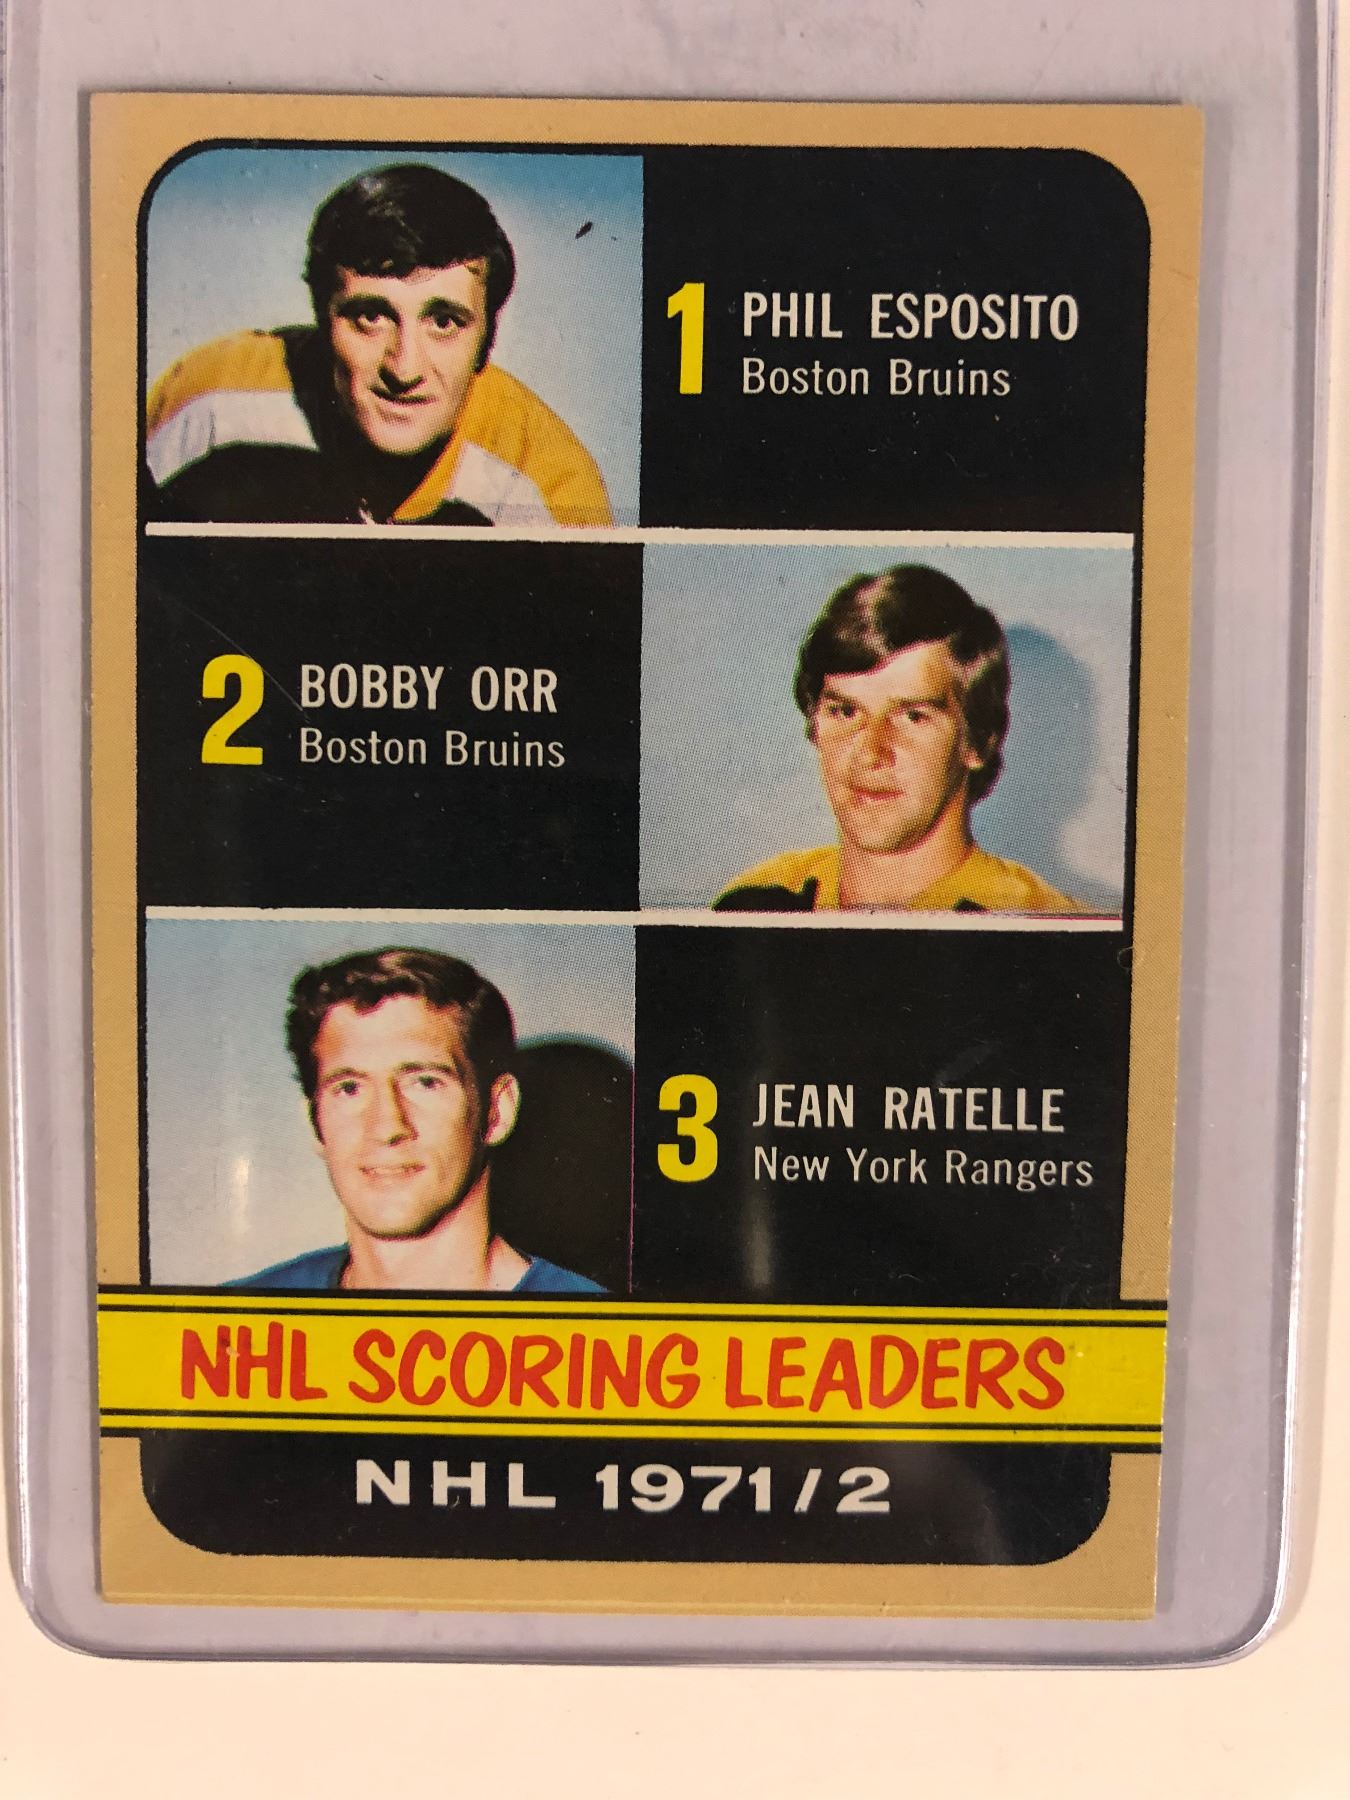 1 PHIL ESPOSITO
Boston Bruins
2 BOBBY ORR
Boston Bruins
3 JEAN RATELLE
New York Rangers
NHL SCORING LEADERS
NHL 1971/2